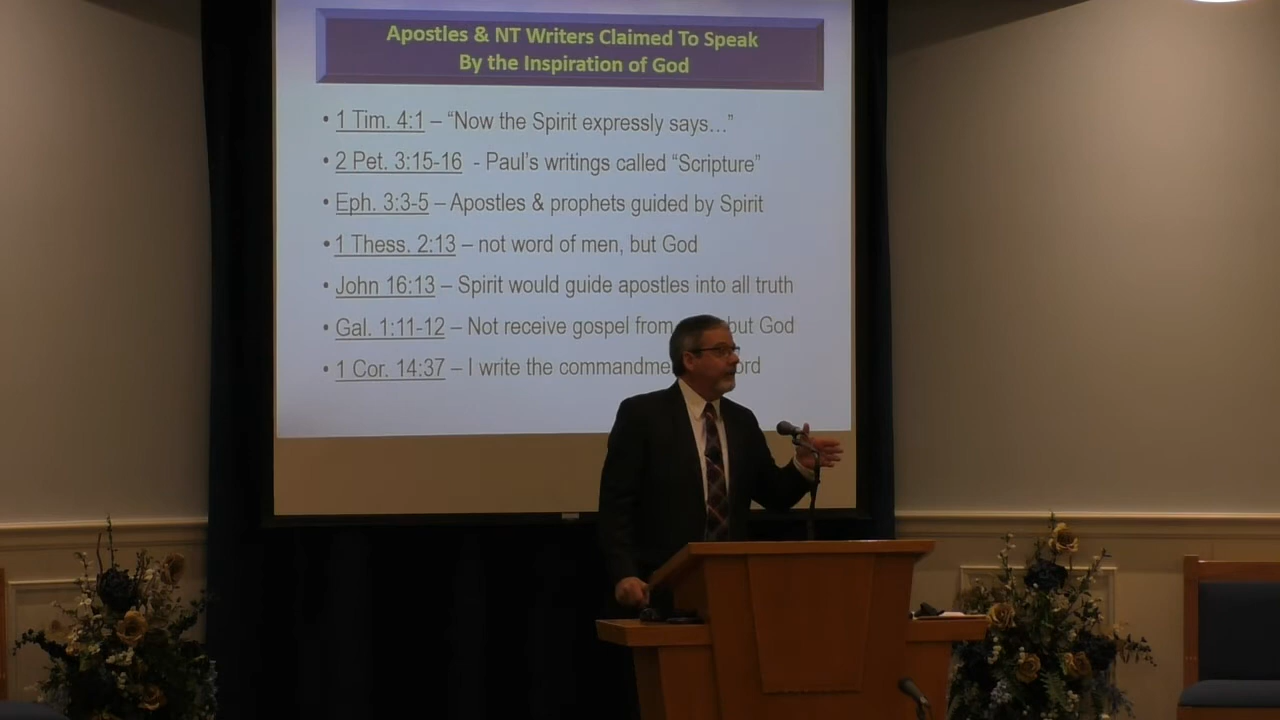 Apostles & NT Writers Claimed To Speak
By the Inspiration of God
• 1 Tim. 4:1 – “Now the Spirit expressly says…”
• 2 Pet. 3:15-16 - Paul’s writings called “Scripture”
• Eph. 3:3-5 – Apostles & prophets guided by Spirit
• 1 Thess. 2:13 – not word of men, but God
• John 16:13 – Spirit would guide apostles into all truth
• Gal. 1:11-12 – Not receive gospel from but God
• 1 Cor. 14:37 – I write the